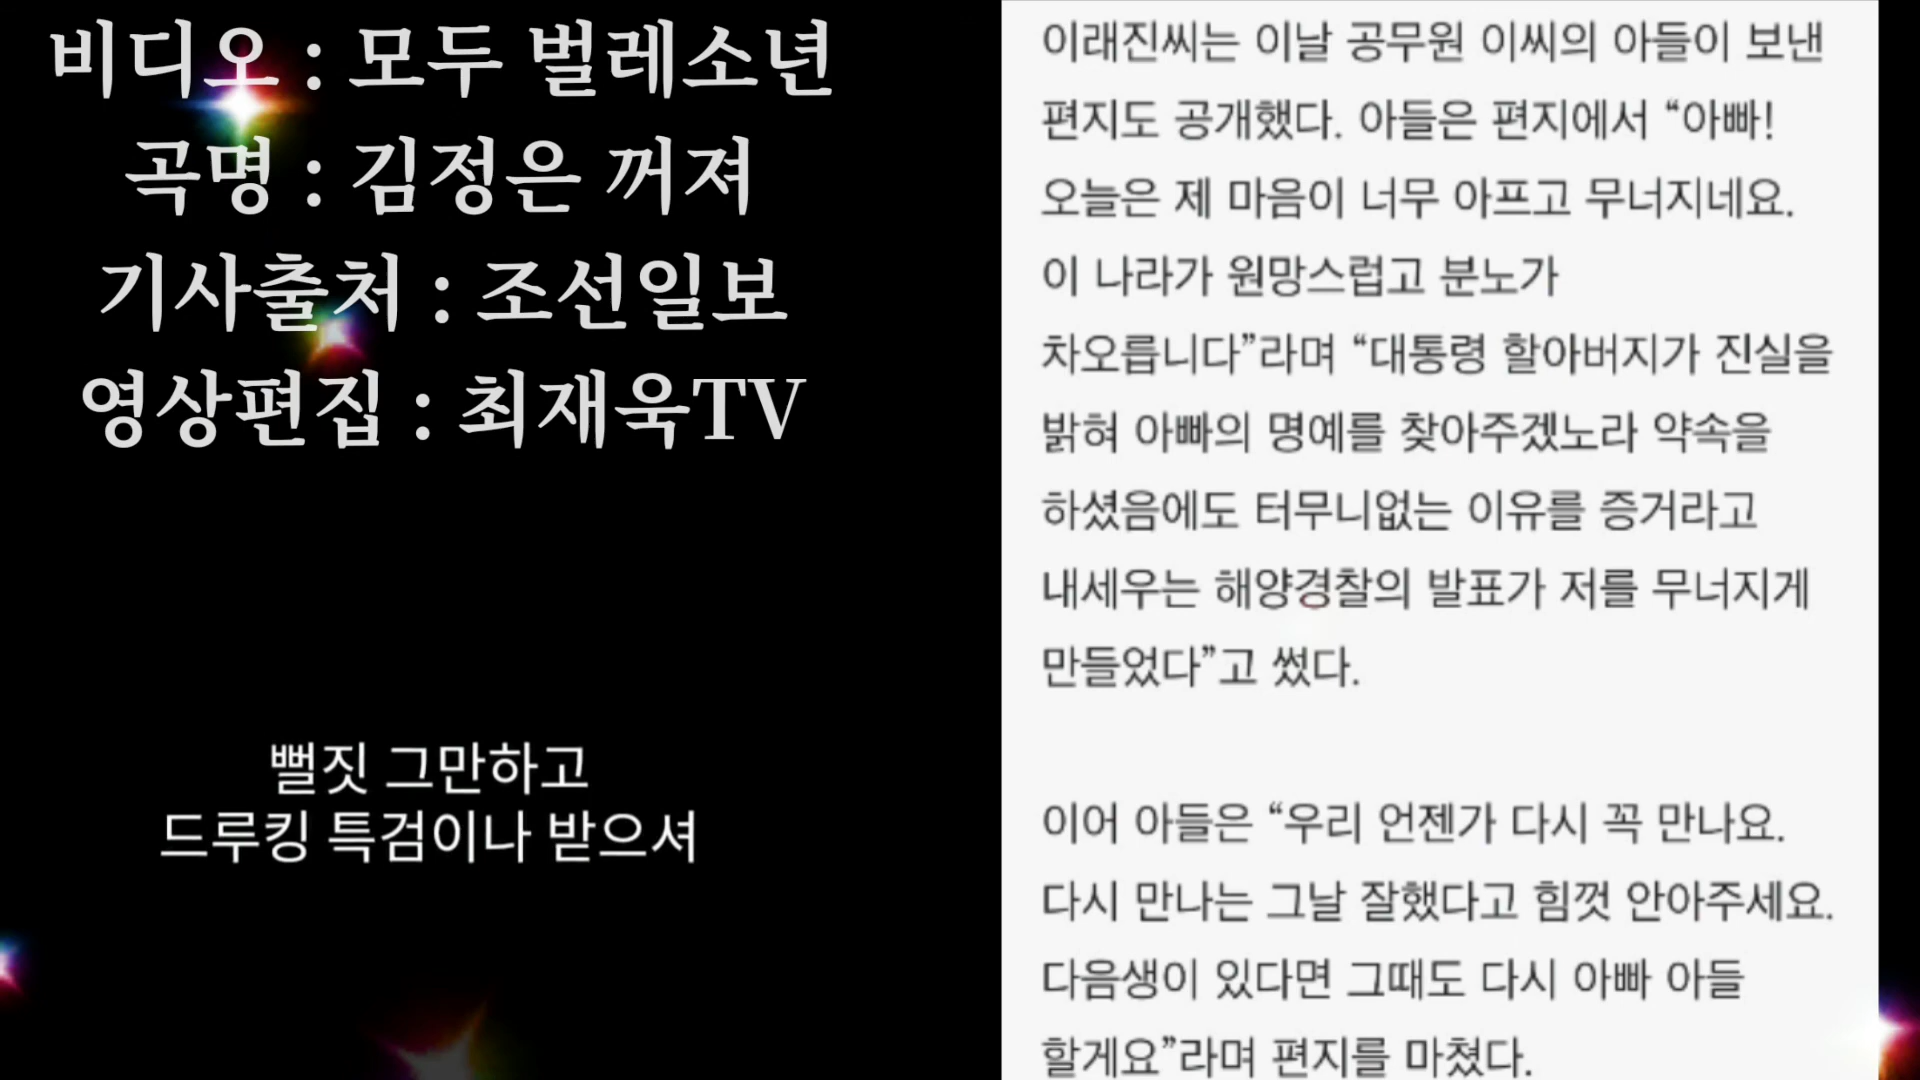 비디오 : 모두 벌레소년
곡명 : 김정은 꺼져
기사출처 : 조선일보
영상편집 : 최재욱TV
뻘짓 그만하고
드루킹 특검이나 받으셔
이래진씨는 이날 공무원 이씨의 아들이 보낸
편지도 공개했다. 아들은 편지에서 “아빠!
오늘은 제 마음이 너무 아프고 무너지네요.
이 나라가 원망스럽고 분노가
차오릅니다”라며 “대통령 할아버지가 진실을
밝혀 아빠의 명예를 찾아주겠노라 약속을
하셨음에도 터무니없는 이유를 증거라고
내세우는 해양경찰의 발표가 저를 무너지게
만들었다”고 썼다.
이어 아들은 “우리 언젠가 다시 꼭 만나요.
다시 만나는 그날 잘했다고 힘껏 안아주세요.
다음생이 있다면 그때도 다시 아빠 아들
할게요”라며 편지를 마쳤다.